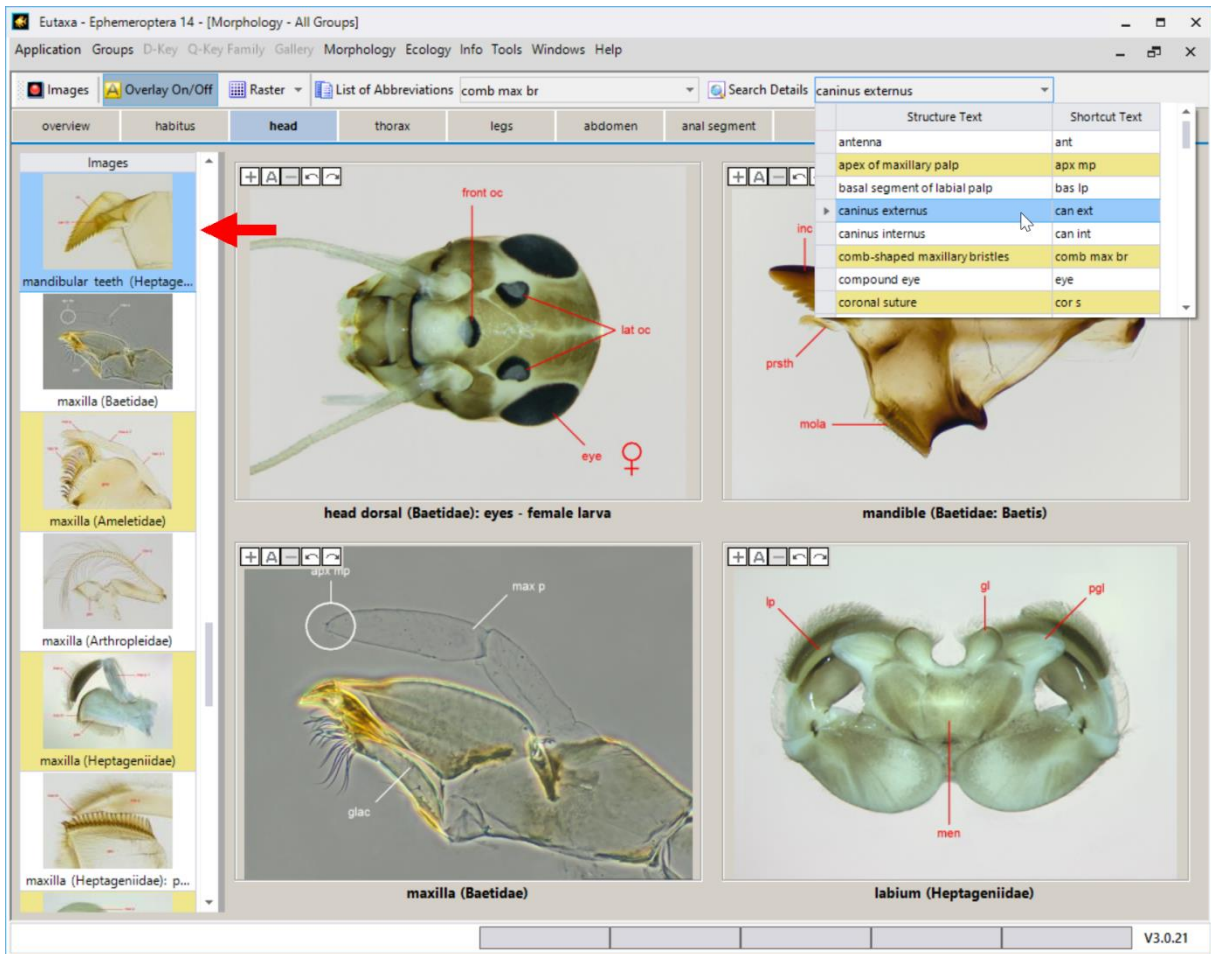 Eutaxa - Ephemeroptera 14 - [Morphology - All Groups]
Application Groups D-Key Q-Key Family Gallery Morphology Ecology Info Tools Windows Help
Images A Overlay On/Off Raster List of Abbreviations comb max br Search Details caninus externus
overview habitus head thorax legs abdomen anal segment
Structure Text Shortcut Text
antenna ant
apex of maxillary palp apx mp
basal segment of labial palp bas lp
caninus externus can ext
caninus internus can int
comb-shaped maxillary bristles comb max br
compound eye eye
coronal suture cor s
Images
mandibular teeth (Heptage...
maxilla (Baetidae)
maxilla (Ameletidae)
maxilla (Arthropleidae)
maxilla (Heptageniidae)
maxilla (Heptageniidae): p...
A
front oc
lat oc
eye
head dorsal (Baetidae): eyes - female larva
A
inc
prsth
mola
mandible (Baetidae: Baetis)
A
apx mp
max p
glac
maxilla (Baetidae)
A
lp
gl
pgl
men
labium (Heptageniidae)
V3.0.21